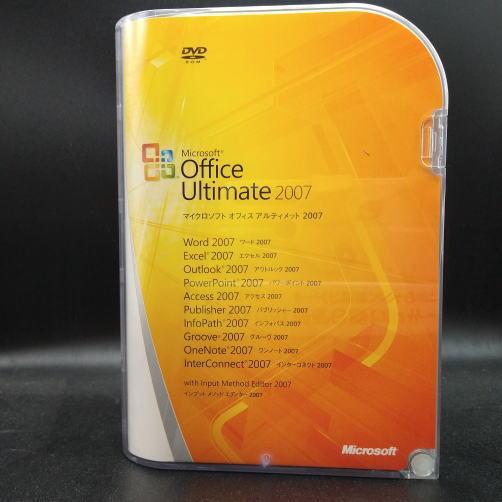 DVD
ROM
Microsoft®
Office
Ultimate 2007
マイクロソフト オフィス アルティメット 2007
Word 2007 ワード 2007
Excel® 2007 エクセル 2007
Outlook® 2007 アウトルック 2007
PowerPoint® 2007 パワーポイント 2007
Access 2007 アクセス 2007
Publisher 2007 パブリッシャー 2007
InfoPath® 2007 インフォパス 2007
Groove® 2007 グルーヴ 2007
OneNote® 2007 ワンノート 2007
InterConnect® 2007 インターコネクト 2007
with Input Method Editor 2007
インプット メソッド エディター 2007
Microsoft